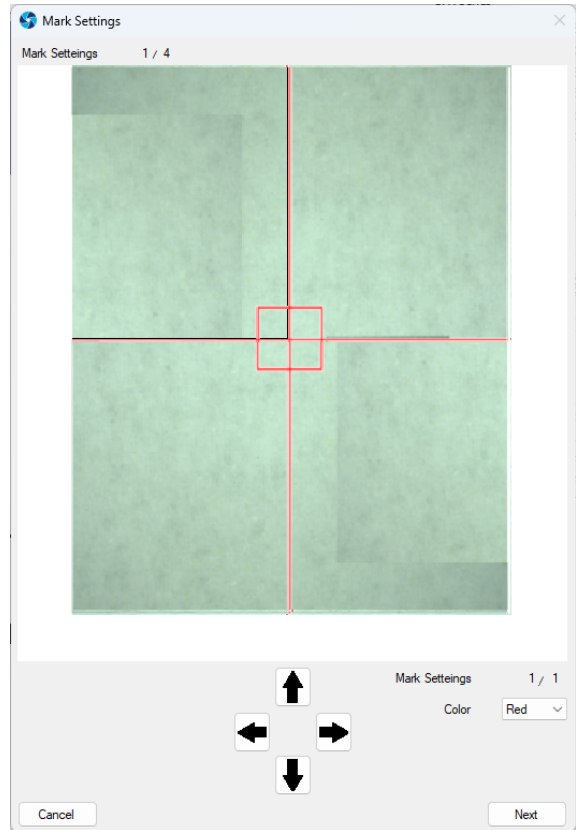 Mark Settings
Mark Setteings 1 / 4
Mark Setteings 1 / 1
Color Red
Cancel Next